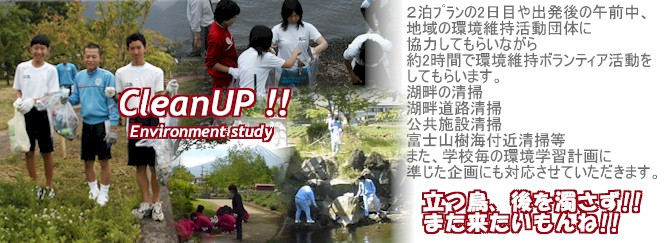 CleanUP !!
Environment study
２泊プランの2日目や出発後の午前中、
地域の環境維持活動団体に
協力してもらいながら
約2時間で環境維持ボランティア活動を
してもらいます。
湖畔の清掃
湖畔道路清掃
公共施設清掃
富士山樹海付近清掃等
また、学校毎の環境学習計画に
準じた企画にも対応させていただきます。
立つ鳥、後を濁さず!!
また来たいもんね!!